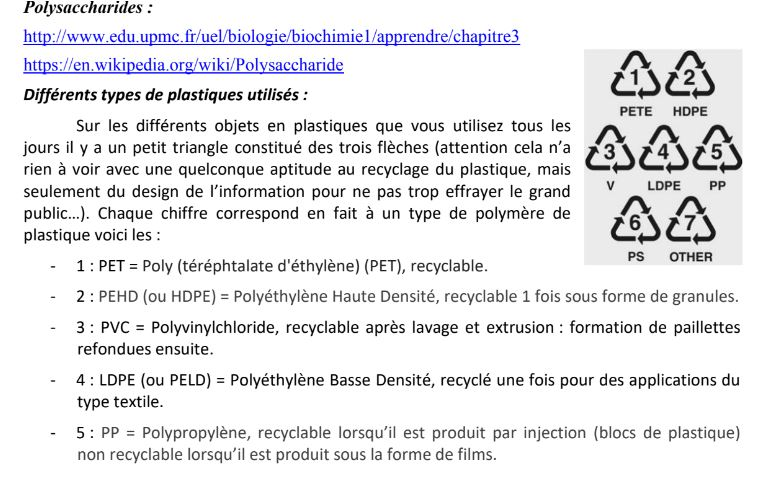 Polysaccharides :
http://www.edu.upmc.fr/uel/biologie/biochimie1/apprendre/chapitre3
https://en.wikipedia.org/wiki/Polysaccharide
Différents types de plastiques utilisés :
Sur les différents objets en plastiques que vous utilisez tous les
jours il y a un petit triangle constitué des trois flèches (attention cela n’a
rien à voir avec une quelconque aptitude au recyclage du plastique, mais
seulement du design de l’information pour ne pas trop effrayer le grand
public…). Chaque chiffre correspond en fait à un type de polymère de
plastique voici les :
1 2
PETE HDPE
3 4 5
V LDPE PP
6 7
PS OTHER
- 1 : PET = Poly (téréphtalate d'éthylène) (PET), recyclable.
- 2 : PEHD (ou HDPE) = Polyéthylène Haute Densité, recyclable 1 fois sous forme de granules.
- 3 : PVC = Polyvinylchloride, recyclable après lavage et extrusion : formation de paillettes
refondues ensuite.
- 4 : LDPE (ou PELD) = Polyéthylène Basse Densité, recyclé une fois pour des applications du
type textile.
- 5 : PP = Polypropylène, recyclable lorsqu’il est produit par injection (blocs de plastique)
non recyclable lorsqu’il est produit sous la forme de films.